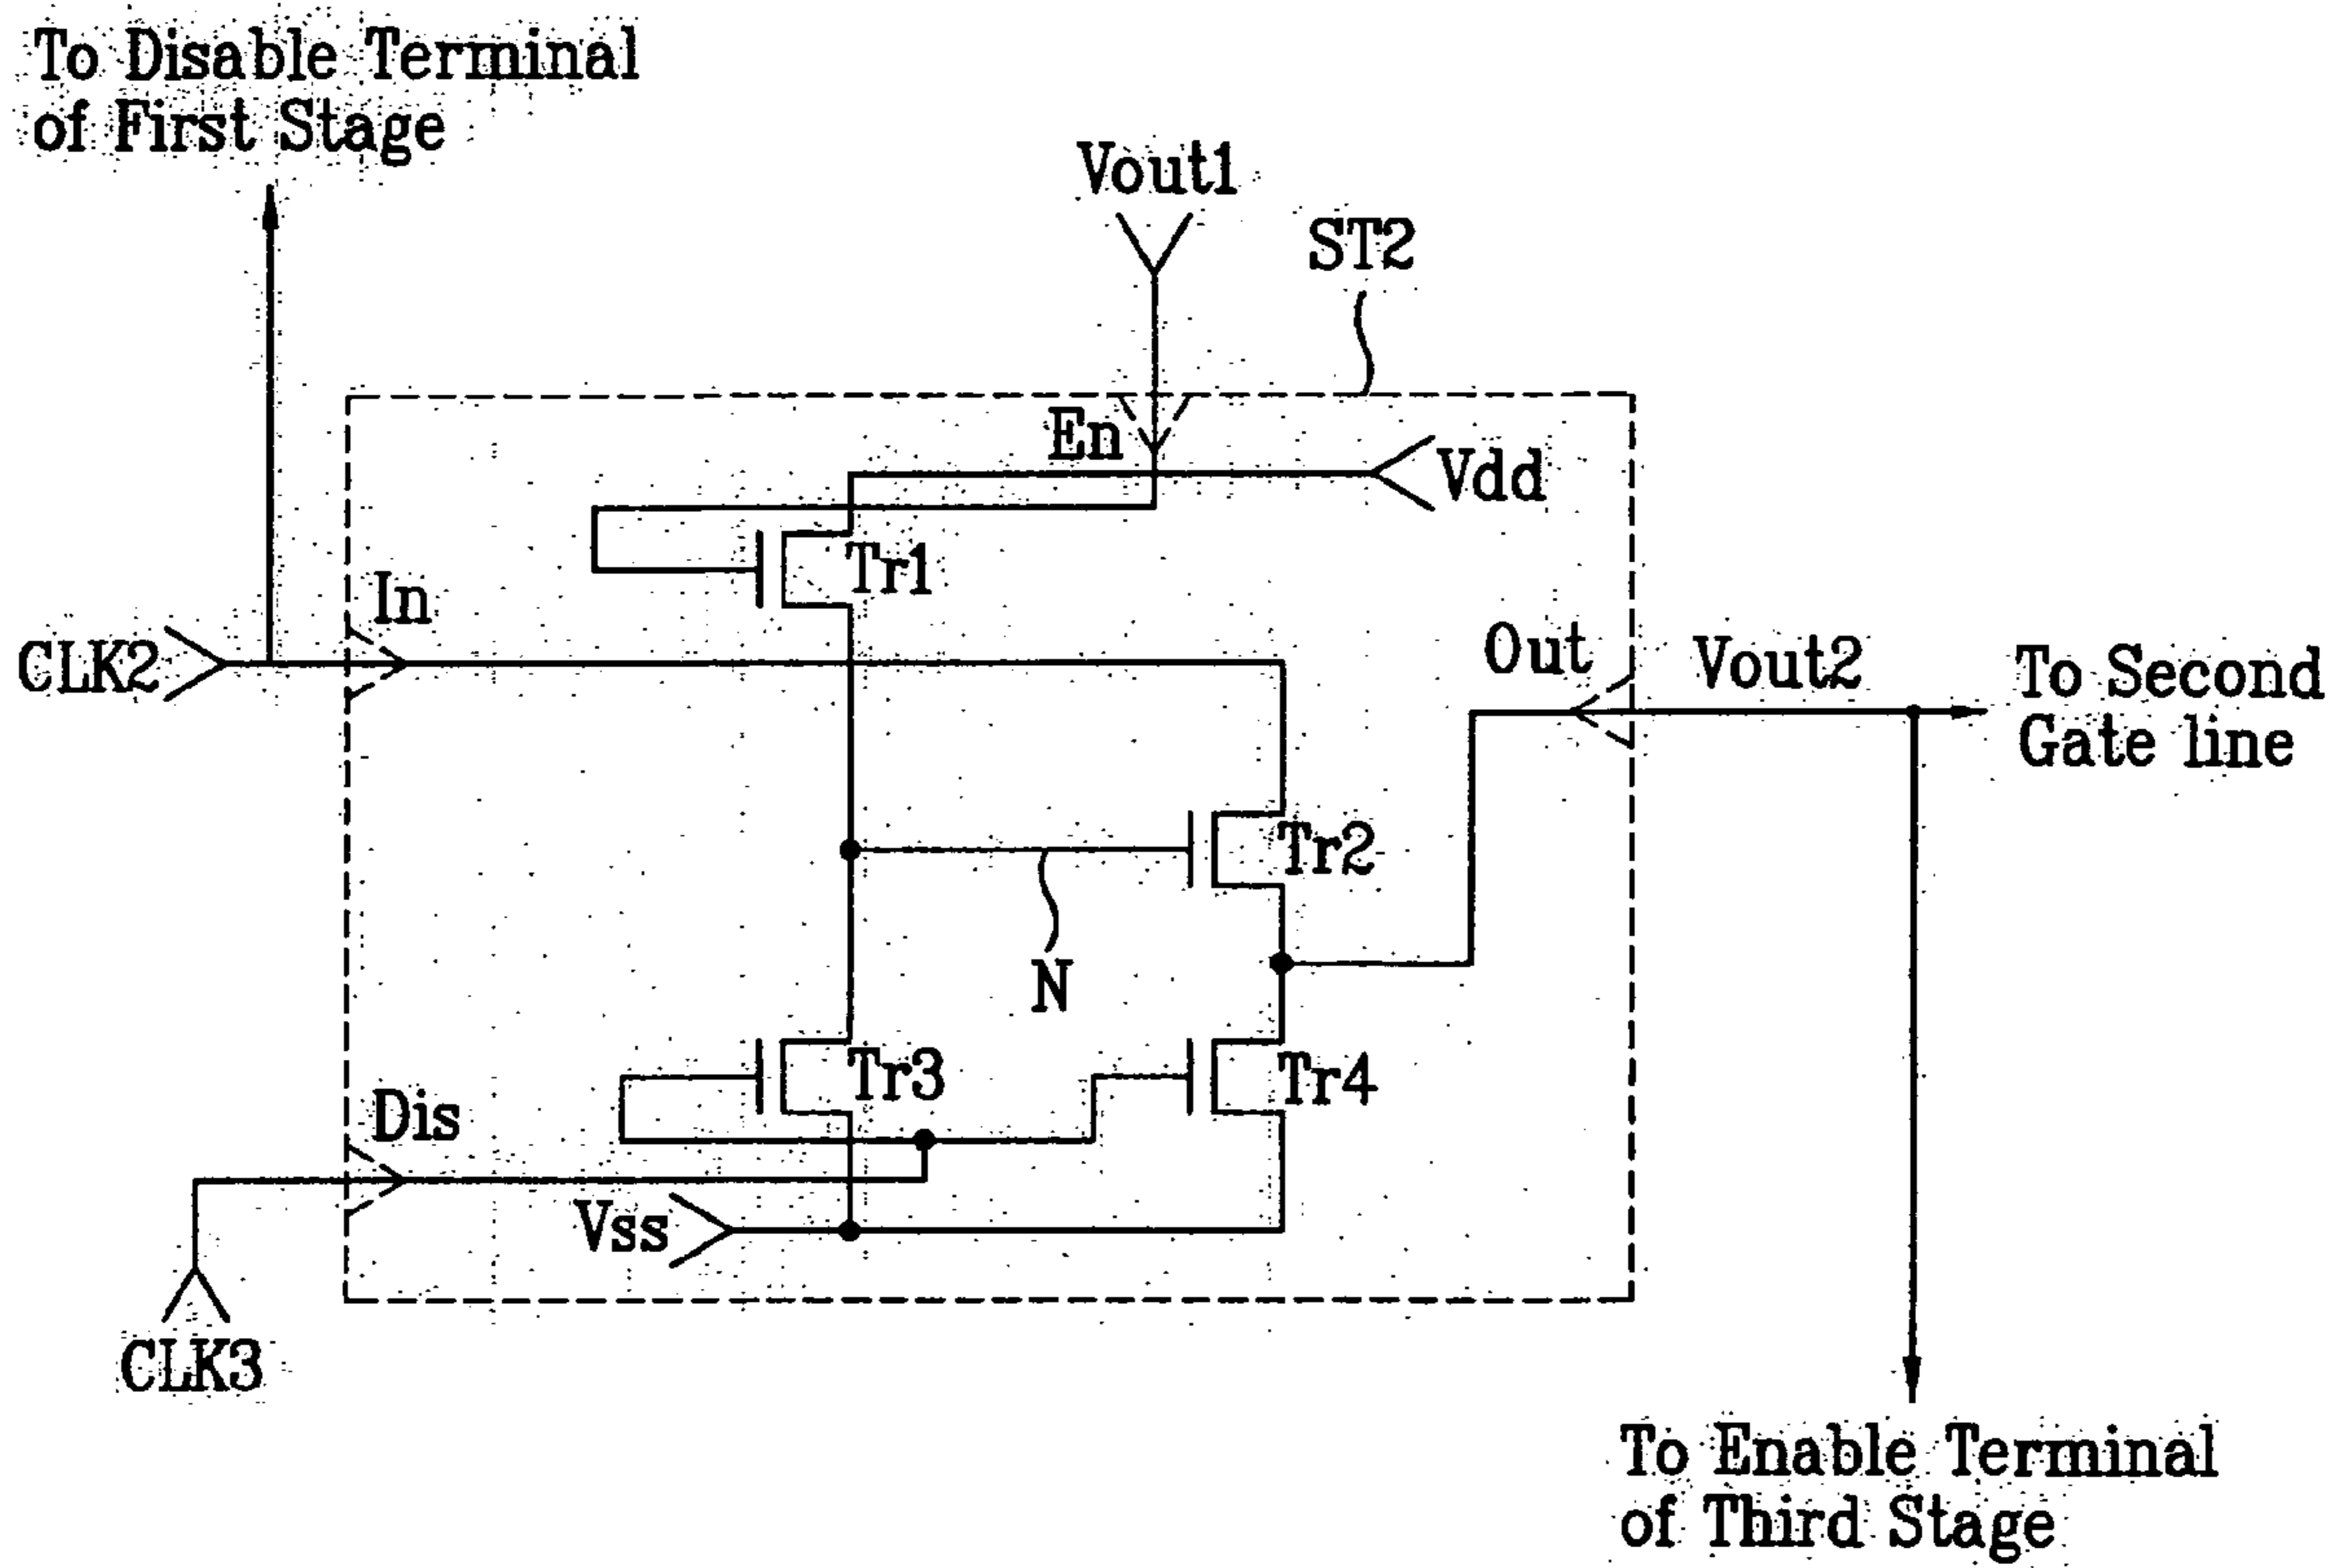 To Disable Terminal
of First Stage
Vout1
ST2
En
Vdd
Tr1
In
CLK2
Out
Vout2
To Second
Gate line
Tr2
N
Tr3
Tr4
Dis
Vss
CLK3
To Enable Terminal
of Third Stage